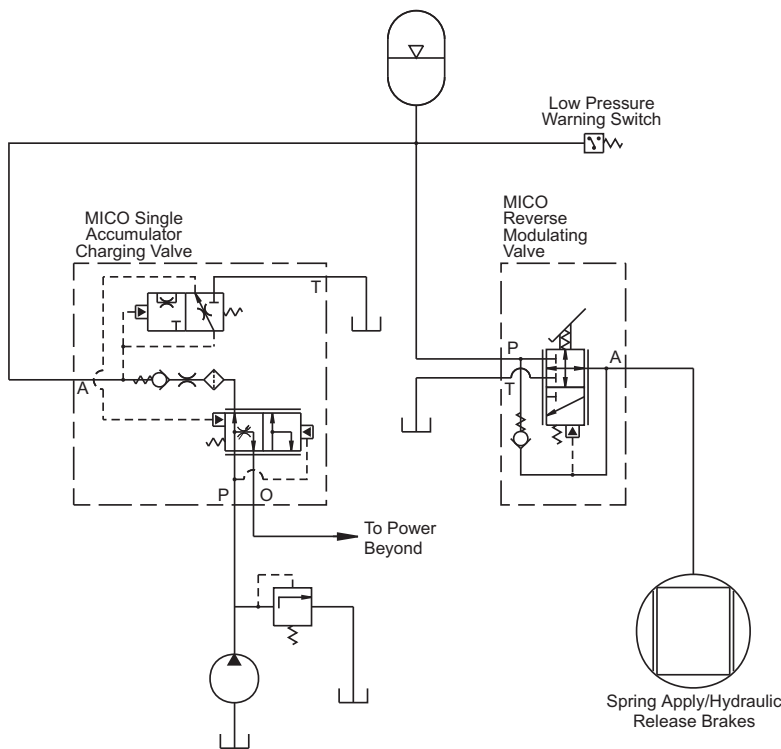 Low Pressure
Warning Switch
MICO Single
Accumulator
Charging Valve
MICO
Reverse
Modulating
Valve
T
A
P
O
P
T
A
To Power
Beyond
Spring Apply/Hydraulic
Release Brakes